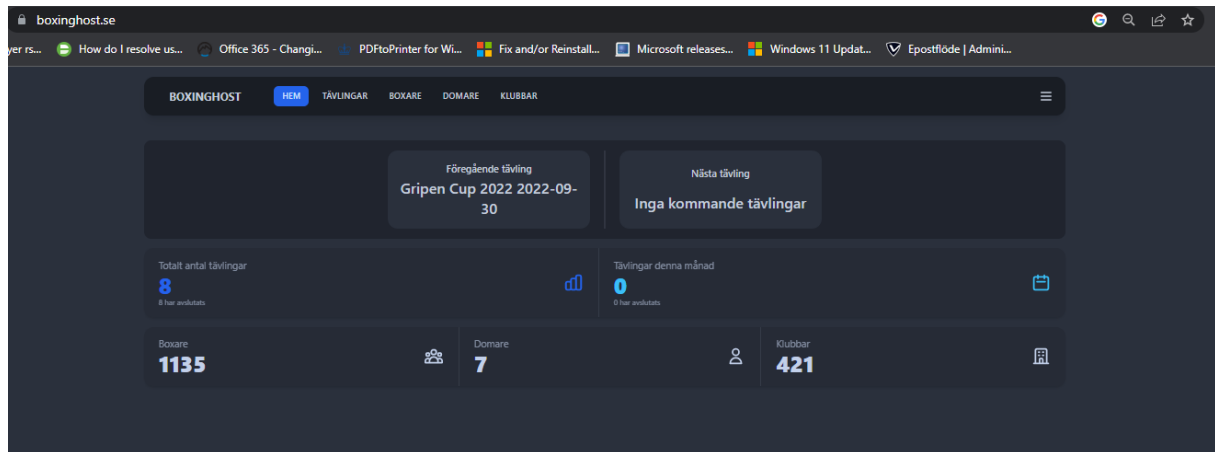 boxinghost.se
yer rs... How do I resolve us... Office 365 - Changi... PDFtoPrinter for Wi... Fix and/or Reinstall... Microsoft releases... Windows 11 Updat... Epostflöde | Admini...
BOXINGHOST HEM TÄVLINGAR BOXARE DOMARE KLUBBAR
Föregående tävling
Gripen Cup 2022 2022-09-
30
Nästa tävling
Inga kommande tävlingar
Totalt antal tävlingar
8
8 har avslutats
Tävlingar denna månad
0
0 har avslutats
Boxare
1135
Domare
7
Klubbar
421